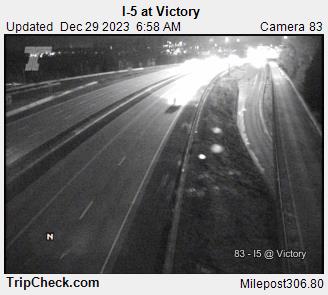 I-5 at Victory
Updated Dec 29 2023 6:58 AM Camera 83
T
N
83 - I5 @ Victory
TripCheck.com Milepost306.80